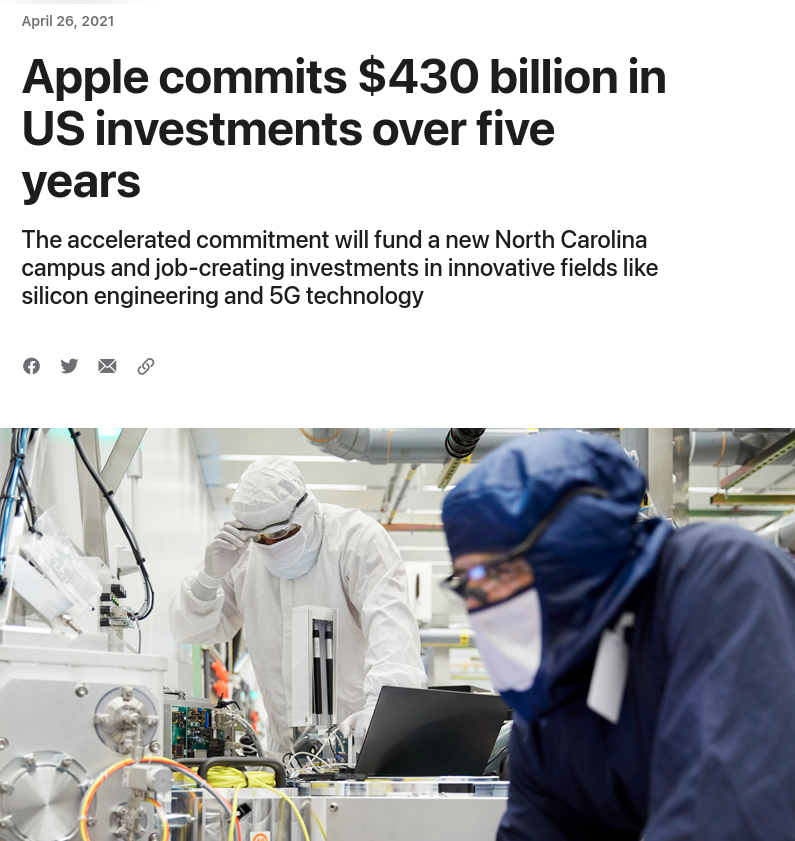 April 26, 2021
Apple commits $430 billion in
US investments over five
years
The accelerated commitment will fund a new North Carolina
campus and job-creating investments in innovative fields like
silicon engineering and 5G technology